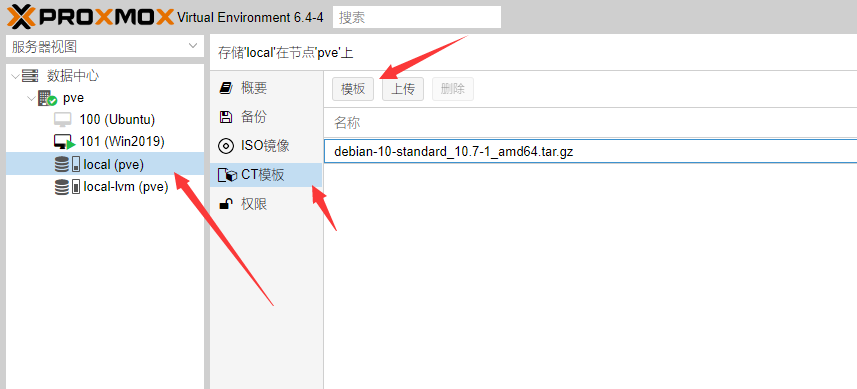 PROXMOX Virtual Environment 6.4-4 搜索
服务器视图
存储'local'在节点'pve'上
数据中心
pve
100 (Ubuntu)
101 (Win2019)
local (pve)
local-lvm (pve)
概要
备份
ISO镜像
CT模板
权限
模板 上传 删除
名称
debian-10-standard_10.7-1_amd64.tar.gz